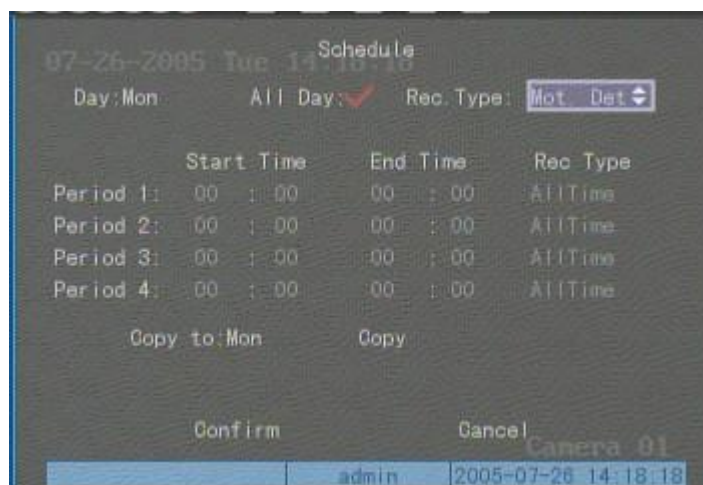 Schedule
07-26-2005 Tue 14:18:18
Day:Mon All Day: Rec.Type: Mot Det
Start Time End Time Rec Type
Period 1: 00 : 00 00 : 00 AllTime
Period 2: 00 : 00 00 : 00 AllTime
Period 3: 00 : 00 00 : 00 AllTime
Period 4: 00 : 00 00 : 00 AllTime
Copy to:Mon Copy
Confirm Cancel
Camera 01
admin 2005-07-26 14:18:18